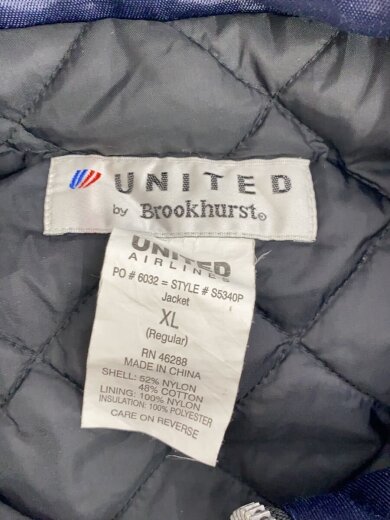 UNITED
by Brookhurst®
UNITED
AIRLINES
PO # 6032 = STYLE # S5340P
Jacket
XL
(Regular)
RN 46288
MADE IN CHINA
SHELL: 52% NYLON
48% COTTON
LINING: 100% NYLON
INSULATION: 100% POLYESTER
CARE ON REVERSE